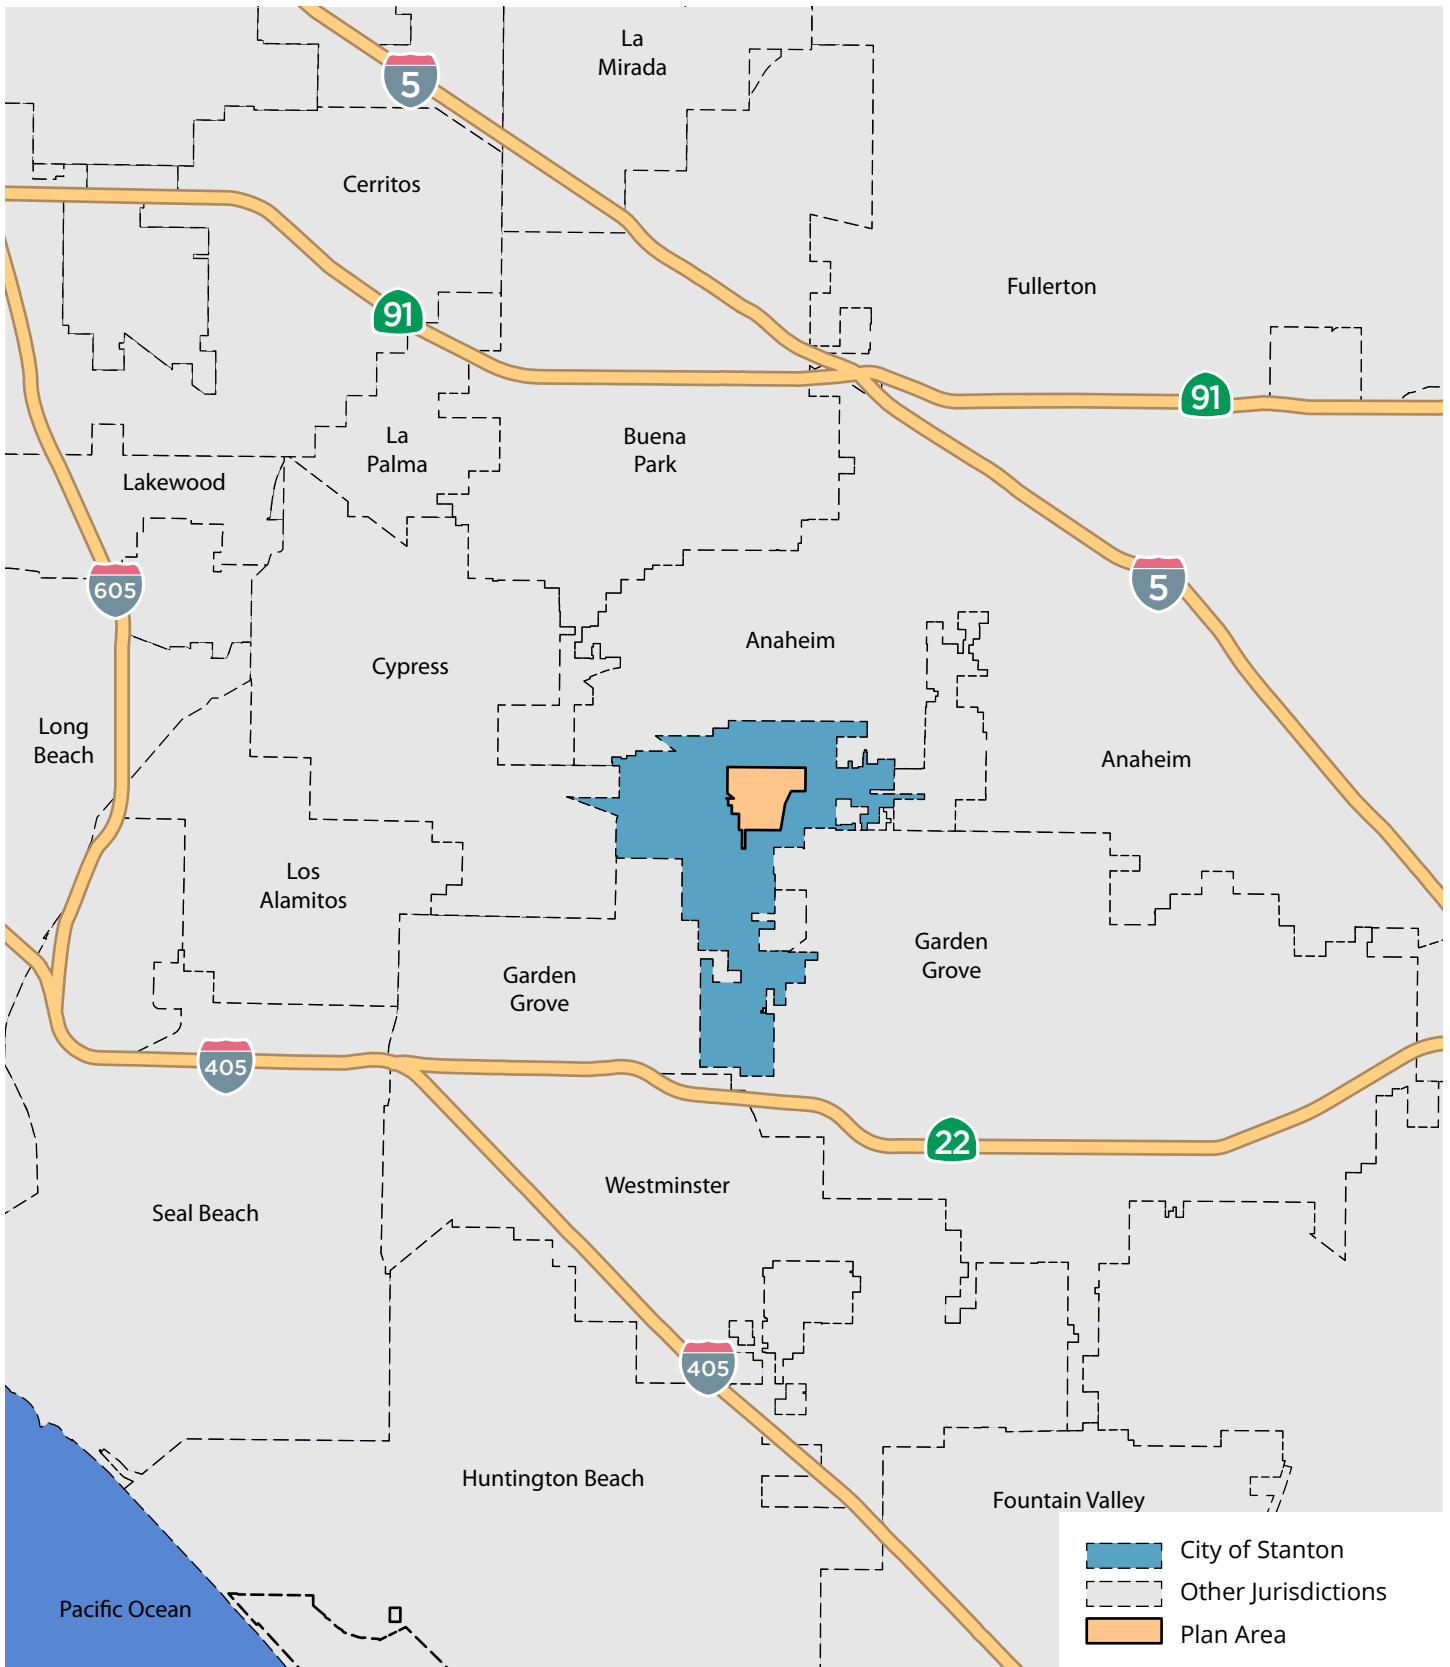 La
Mirada
5
Cerritos
Fullerton
91
91
La
Palma
Buena
Park
Lakewood
605
5
Anaheim
Cypress
Long
Beach
Anaheim
Los
Alamitos
Garden
Grove
Garden
Grove
405
22
Westminster
Seal Beach
405
Huntington Beach
Fountain Valley
Pacific Ocean
City of Stanton
Other Jurisdictions
Plan Area